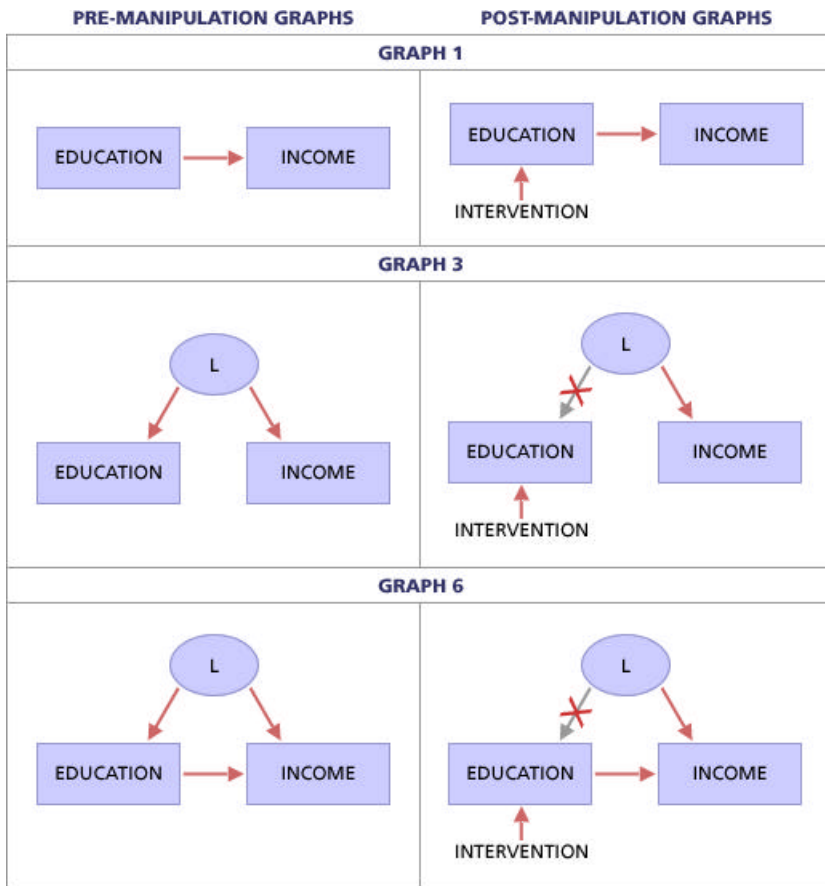 PRE-MANIPULATION GRAPHS
POST-MANIPULATION GRAPHS
GRAPH 1
EDUCATION
INCOME
EDUCATION
INCOME
INTERVENTION
GRAPH 3
L
EDUCATION
INCOME
L
EDUCATION
INCOME
INTERVENTION
GRAPH 6
L
EDUCATION
INCOME
L
EDUCATION
INCOME
INTERVENTION